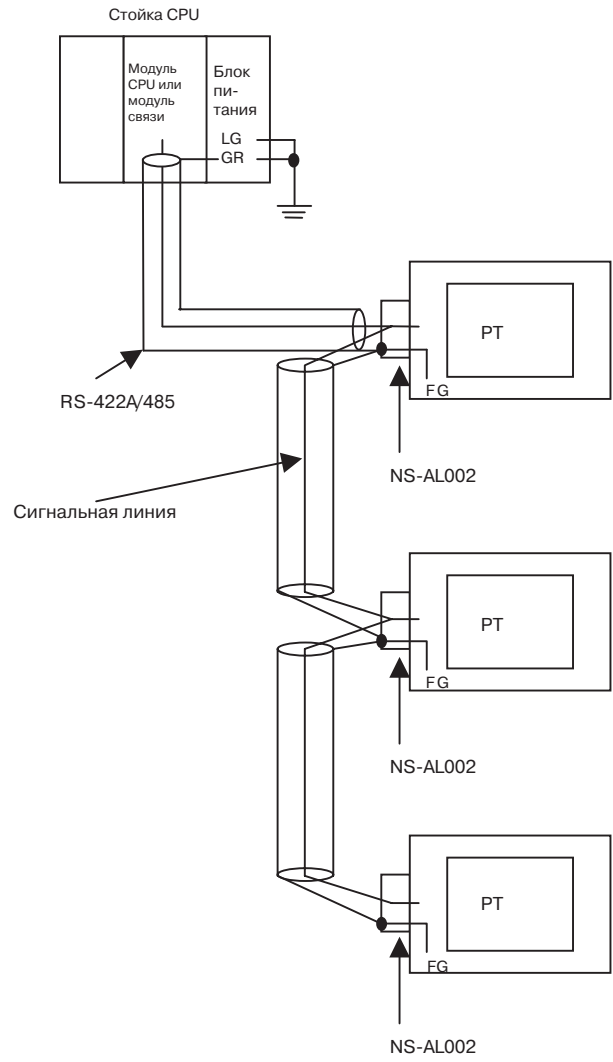 Стойка CPU
Модуль
CPU или
модуль
связи
Блок
пи-
тания
LG
GR
PT
FG
RS-422A/485
NS-AL002
Сигнальная линия
PT
FG
NS-AL002
PT
FG
NS-AL002